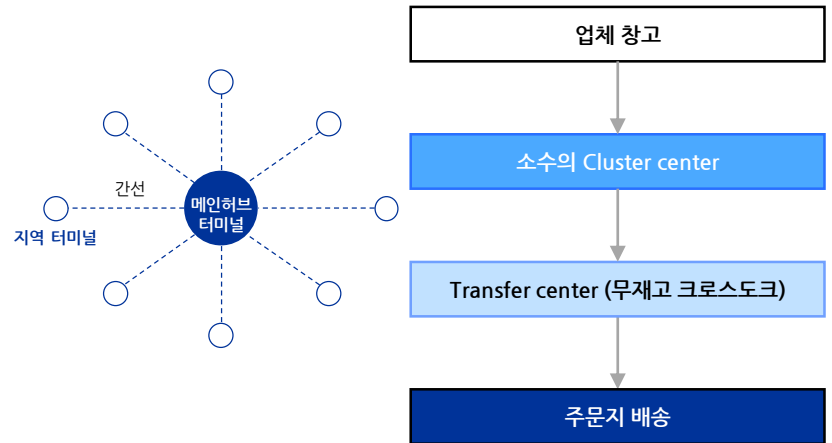 간선
메인허브
터미널
지역 터미널
업체 창고
소수의 Cluster center
Transfer center (무재고 크로스도크)
주문지 배송